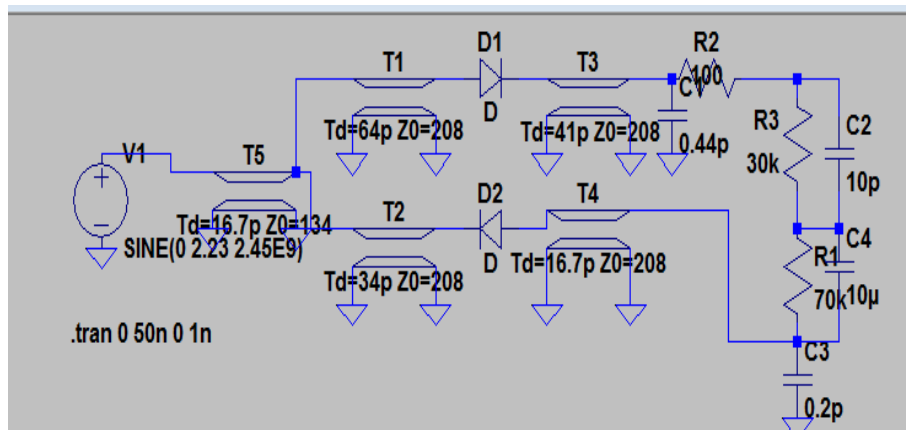 D1
R2
T1
T3
100
C1
D
R3
C2
Td=64p Z0=208
Td=41p Z0=208
0.44p
V1
T5
30k
10p
D2
T4
T2
Td=16.7p Z0=134
C4
SINE(0 2.23 2.45E9)
D
Td=16.7p Z0=208
R1
Td=34p Z0=208
70k
10µ
.tran 0 50n 0 1n
C3
0.2p